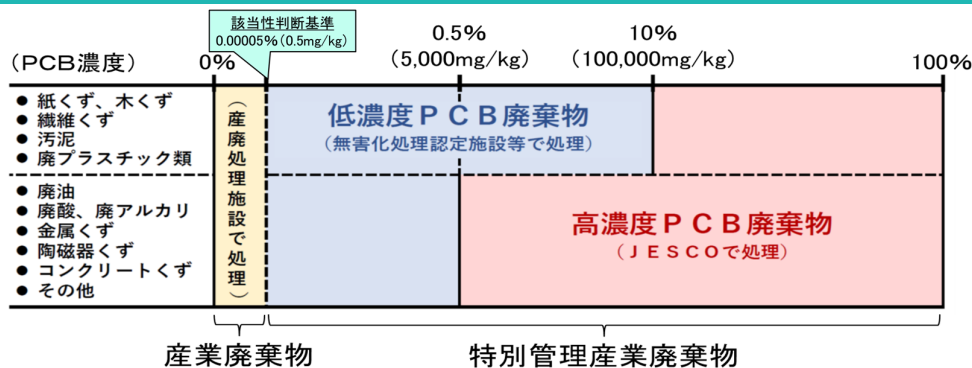 該当性判断基準
0.00005%(0.5mg/kg)
(PCB濃度)
0%
0.5%
(5,000mg/kg)
10%
(100,000mg/kg)
100%
● 紙くず、木くず
● 繊維くず
● 汚泥
● 廃プラスチック類
● 廃油
● 廃酸、廃アルカリ
● 金属くず
● 陶磁器くず
● コンクリートくず
● その他
(産廃処理施設で処理)
低濃度PCB廃棄物
(無害化処理認定施設等で処理)
高濃度PCB廃棄物
(JESCOで処理)
産業廃棄物
特別管理産業廃棄物